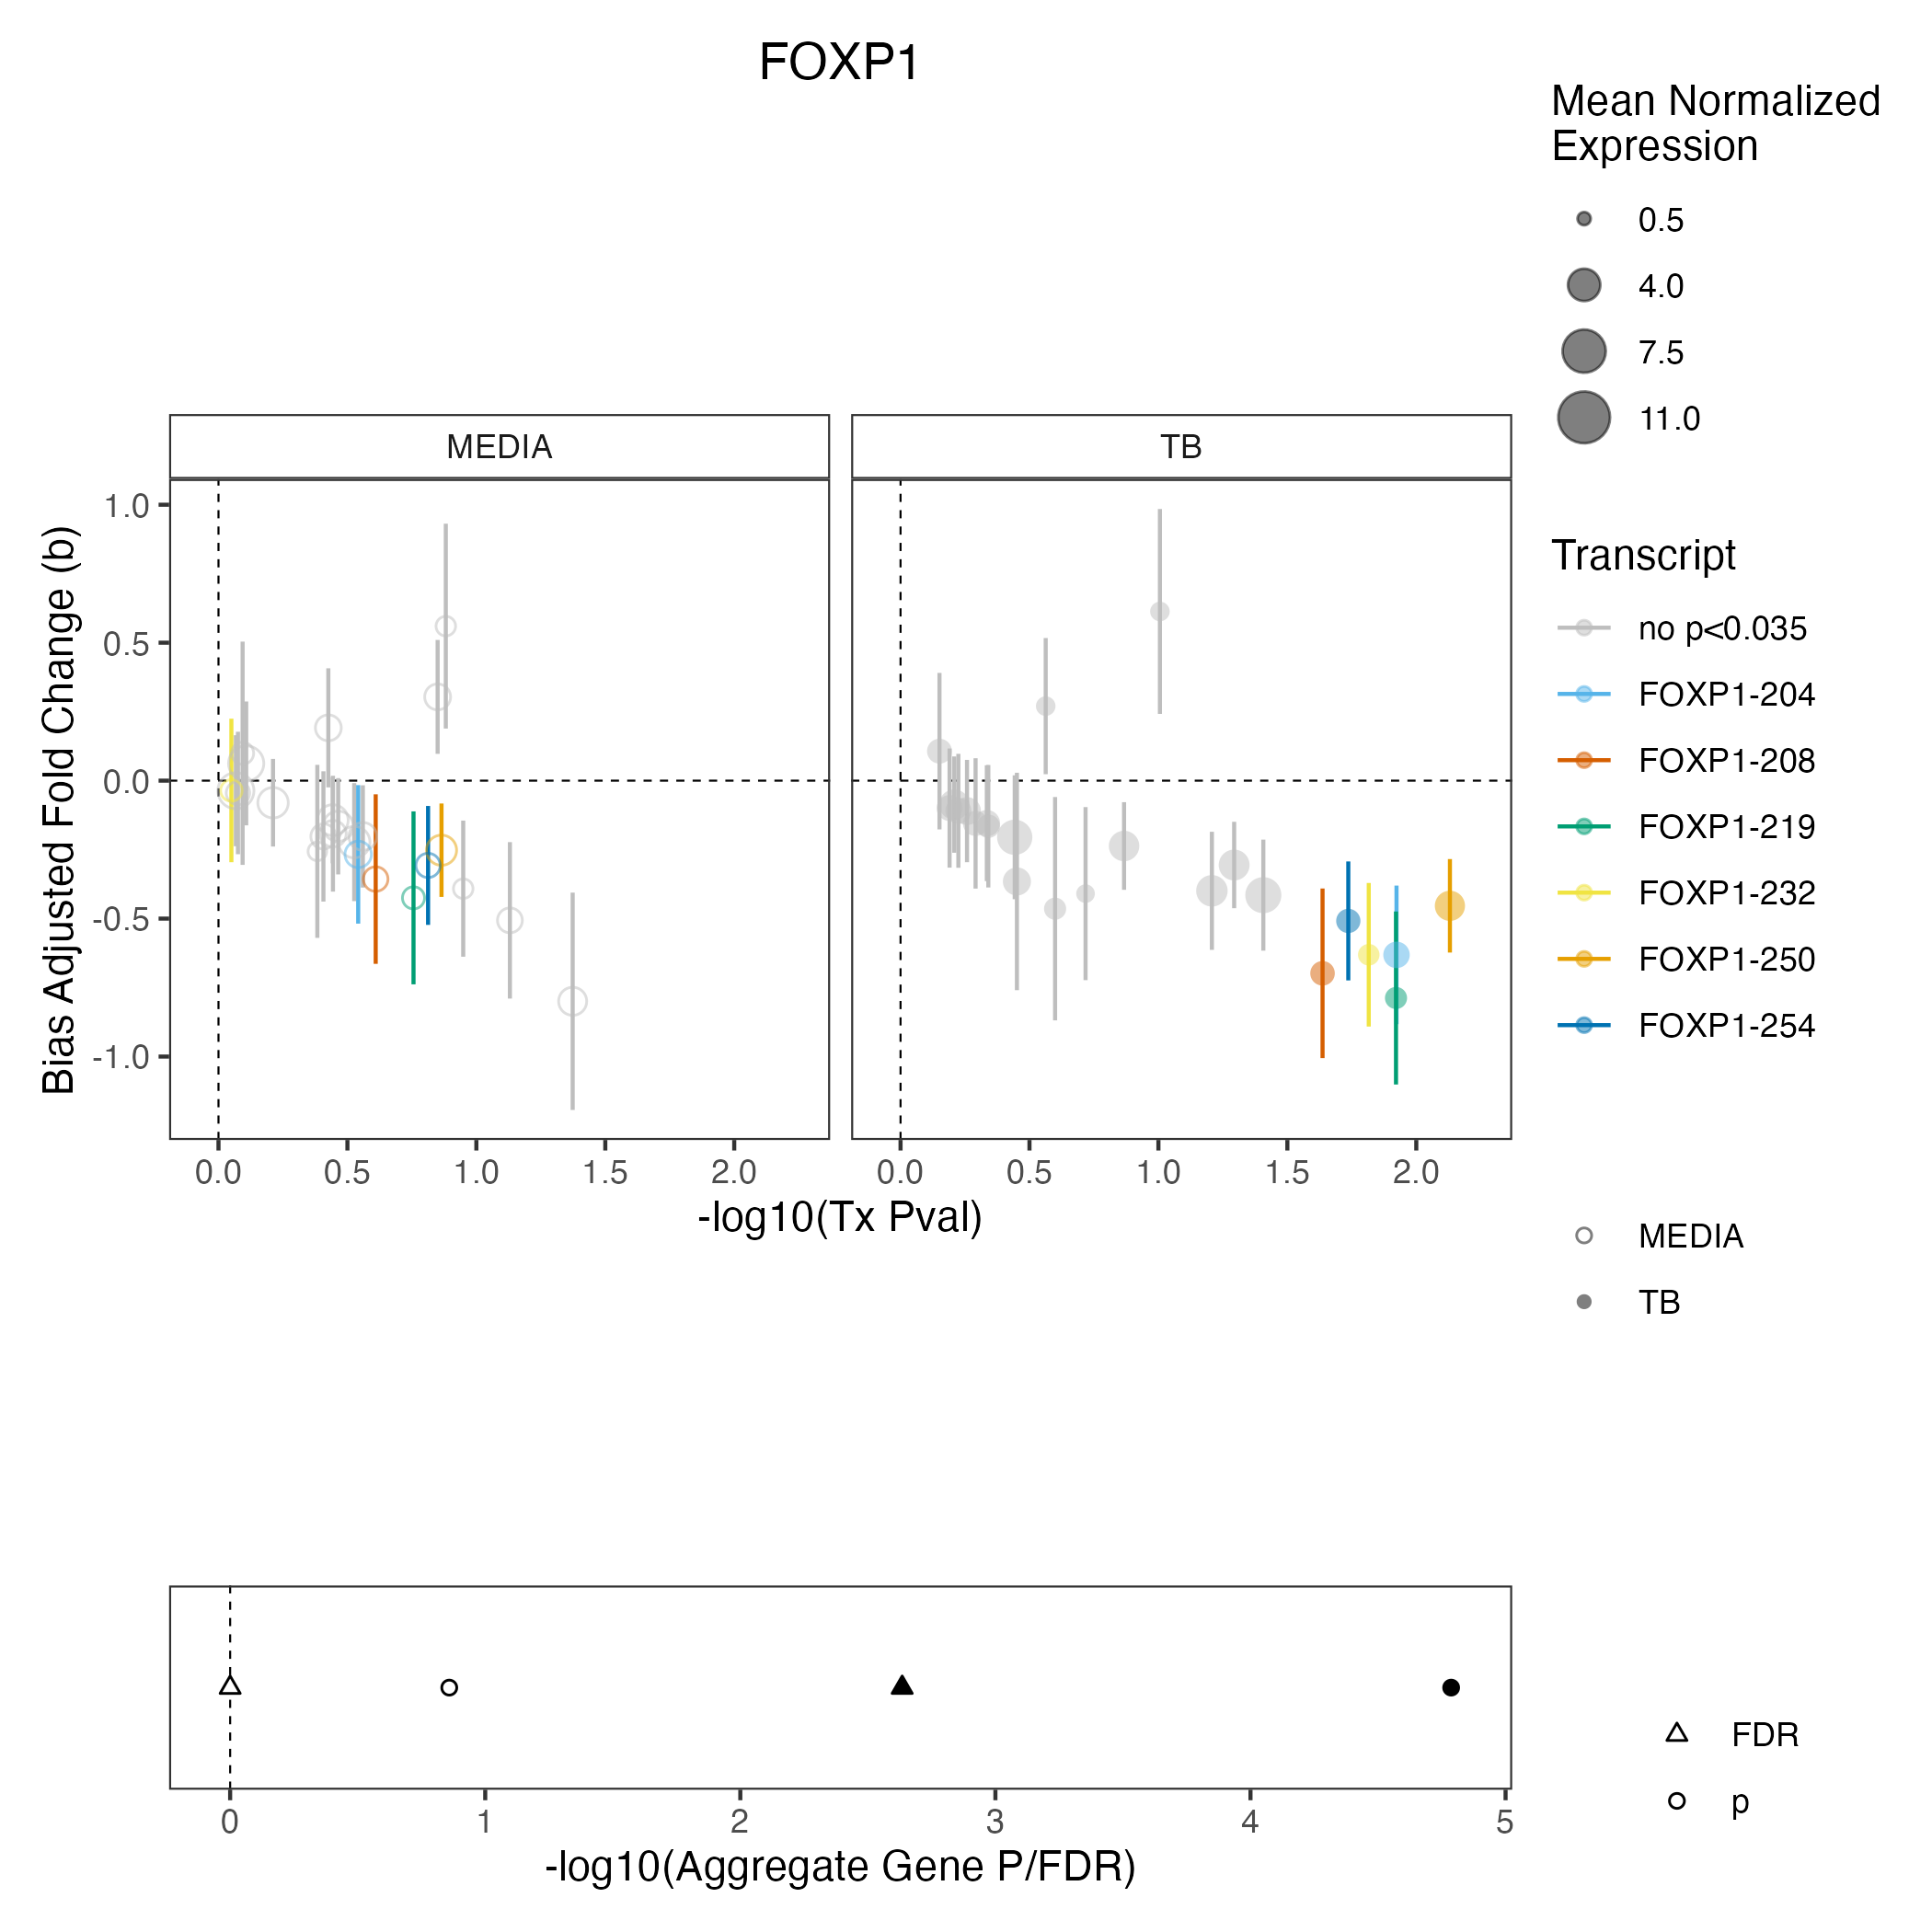 FOXP1
Mean Normalized
Expression
0.5
4.0
7.5
11.0
MEDIA
TB
1.0
0.5
0.0
-0.5
-1.0
Bias Adjusted Fold Change (b)
0.0 0.5 1.0 1.5 2.0
0.0 0.5 1.0 1.5 2.0
-log10(Tx Pval)
Transcript
no p<0.035
FOXP1-204
FOXP1-208
FOXP1-219
FOXP1-232
FOXP1-250
FOXP1-254
MEDIA
TB
0 1 2 3 4 5
-log10(Aggregate Gene P/FDR)
FDR
p